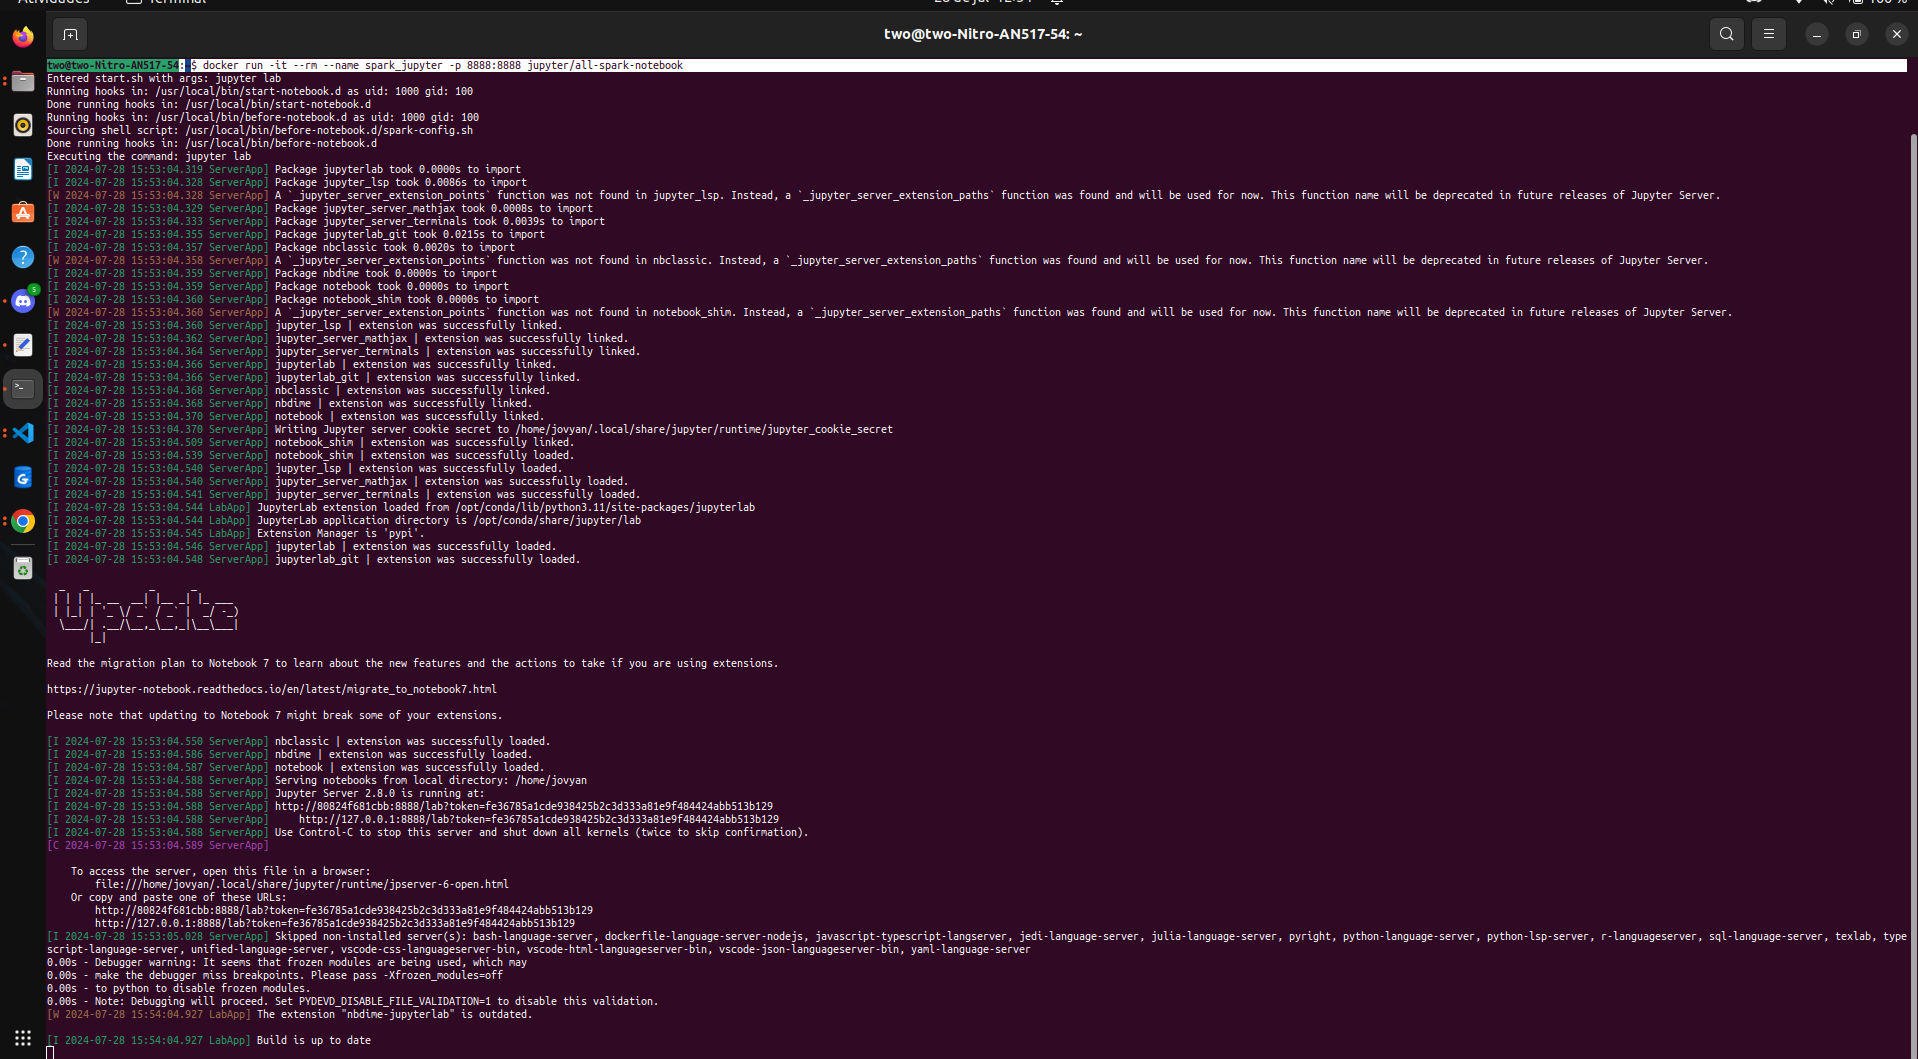 Terminal
100 %
two@two-Nitro-AN517-54: ~
two@two-Nitro-AN517-54:~$ docker run -it --rm --name spark_jupyter -p 8888:8888 jupyter/all-spark-notebook
Entered start.sh with args: jupyter lab
Running hooks in: /usr/local/bin/start-notebook.d as uid: 1000 gid: 100
Done running hooks in: /usr/local/bin/start-notebook.d
Running hooks in: /usr/local/bin/before-notebook.d as uid: 1000 gid: 100
Sourcing shell script: /usr/local/bin/before-notebook.d/spark-config.sh
Done running hooks in: /usr/local/bin/before-notebook.d
Executing the command: jupyter lab
[I 2024-07-28 15:53:04.319 ServerApp] Package jupyterlab took 0.0000s to import
[I 2024-07-28 15:53:04.328 ServerApp] Package jupyter_lsp took 0.0086s to import
[W 2024-07-28 15:53:04.328 ServerApp] A `_jupyter_server_extension_points` function was not found in jupyter_lsp. Instead, a `_jupyter_server_extension_paths` function was found and will be used for now. This function name will be deprecated in future releases of Jupyter Server.
[I 2024-07-28 15:53:04.329 ServerApp] Package jupyter_server_mathjax took 0.0008s to import
[I 2024-07-28 15:53:04.333 ServerApp] Package jupyter_server_terminals took 0.0039s to import
[I 2024-07-28 15:53:04.355 ServerApp] Package jupyterlab_git took 0.0215s to import
[I 2024-07-28 15:53:04.357 ServerApp] Package nbclassic took 0.0020s to import
[W 2024-07-28 15:53:04.358 ServerApp] A `_jupyter_server_extension_points` function was not found in nbclassic. Instead, a `_jupyter_server_extension_paths` function was found and will be used for now. This function name will be deprecated in future releases of Jupyter Server.
[I 2024-07-28 15:53:04.359 ServerApp] Package nbdime took 0.0000s to import
[I 2024-07-28 15:53:04.359 ServerApp] Package notebook took 0.0000s to import
[I 2024-07-28 15:53:04.360 ServerApp] Package notebook_shim took 0.0000s to import
[W 2024-07-28 15:53:04.360 ServerApp] A `_jupyter_server_extension_points` function was not found in notebook_shim. Instead, a `_jupyter_server_extension_paths` function was found and will be used for now. This function name will be deprecated in future releases of Jupyter Server.
[I 2024-07-28 15:53:04.360 ServerApp] jupyter_lsp | extension was successfully linked.
[I 2024-07-28 15:53:04.362 ServerApp] jupyter_server_mathjax | extension was successfully linked.
[I 2024-07-28 15:53:04.364 ServerApp] jupyter_server_terminals | extension was successfully linked.
[I 2024-07-28 15:53:04.366 ServerApp] jupyterlab | extension was successfully linked.
[I 2024-07-28 15:53:04.366 ServerApp] jupyterlab_git | extension was successfully linked.
[I 2024-07-28 15:53:04.368 ServerApp] nbclassic | extension was successfully linked.
[I 2024-07-28 15:53:04.368 ServerApp] nbdime | extension was successfully linked.
[I 2024-07-28 15:53:04.370 ServerApp] notebook | extension was successfully linked.
[I 2024-07-28 15:53:04.370 ServerApp] Writing Jupyter server cookie secret to /home/jovyan/.local/share/jupyter/runtime/jupyter_cookie_secret
[I 2024-07-28 15:53:04.509 ServerApp] notebook_shim | extension was successfully linked.
[I 2024-07-28 15:53:04.539 ServerApp] notebook_shim | extension was successfully loaded.
[I 2024-07-28 15:53:04.540 ServerApp] jupyter_lsp | extension was successfully loaded.
[I 2024-07-28 15:53:04.540 ServerApp] jupyter_server_mathjax | extension was successfully loaded.
[I 2024-07-28 15:53:04.541 ServerApp] jupyter_server_terminals | extension was successfully loaded.
[I 2024-07-28 15:53:04.544 LabApp] JupyterLab extension loaded from /opt/conda/lib/python3.11/site-packages/jupyterlab
[I 2024-07-28 15:53:04.544 LabApp] JupyterLab application directory is /opt/conda/share/jupyter/lab
[I 2024-07-28 15:53:04.545 LabApp] Extension Manager is 'pypi'.
[I 2024-07-28 15:53:04.546 ServerApp] jupyterlab | extension was successfully loaded.
[I 2024-07-28 15:53:04.548 ServerApp] jupyterlab_git | extension was successfully loaded.
Update
Read the migration plan to Notebook 7 to learn about the new features and the actions to take if you are using extensions.
https://jupyter-notebook.readthedocs.io/en/latest/migrate_to_notebook7.html
Please note that updating to Notebook 7 might break some of your extensions.
[I 2024-07-28 15:53:04.550 ServerApp] nbclassic | extension was successfully loaded.
[I 2024-07-28 15:53:04.586 ServerApp] nbdime | extension was successfully loaded.
[I 2024-07-28 15:53:04.587 ServerApp] notebook | extension was successfully loaded.
[I 2024-07-28 15:53:04.588 ServerApp] Serving notebooks from local directory: /home/jovyan
[I 2024-07-28 15:53:04.588 ServerApp] Jupyter Server 2.8.0 is running at:
[I 2024-07-28 15:53:04.588 ServerApp] http://80824f681cbb:8888/lab?token=fe36785a1cde938425b2c3d333a81e9f484424abb513b129
[I 2024-07-28 15:53:04.588 ServerApp]     http://127.0.0.1:8888/lab?token=fe36785a1cde938425b2c3d333a81e9f484424abb513b129
[I 2024-07-28 15:53:04.588 ServerApp] Use Control-C to stop this server and shut down all kernels (twice to skip confirmation).
[C 2024-07-28 15:53:04.589 ServerApp]
To access the server, open this file in a browser:
file:///home/jovyan/.local/share/jupyter/runtime/jpserver-6-open.html
Or copy and paste one of these URLs:
http://80824f681cbb:8888/lab?token=fe36785a1cde938425b2c3d333a81e9f484424abb513b129
http://127.0.0.1:8888/lab?token=fe36785a1cde938425b2c3d333a81e9f484424abb513b129
[I 2024-07-28 15:53:05.028 ServerApp] Skipped non-installed server(s): bash-language-server, dockerfile-language-server-nodejs, javascript-typescript-langserver, jedi-language-server, julia-language-server, pyright, python-language-server, python-lsp-server, r-languageserver, sql-language-server, texlab, type
script-language-server, unified-language-server, vscode-css-languageserver-bin, vscode-html-languageserver-bin, vscode-json-languageserver-bin, yaml-language-server
0.00s - Debugger warning: It seems that frozen modules are being used, which may
0.00s - make the debugger miss breakpoints. Please pass -Xfrozen_modules=off
0.00s - to python to disable frozen modules.
0.00s - Note: Debugging will proceed. Set PYDEVD_DISABLE_FILE_VALIDATION=1 to disable this validation.
[W 2024-07-28 15:54:04.927 LabApp] The extension "nbdime-jupyterlab" is outdated.
[I 2024-07-28 15:54:04.927 LabApp] Build is up to date